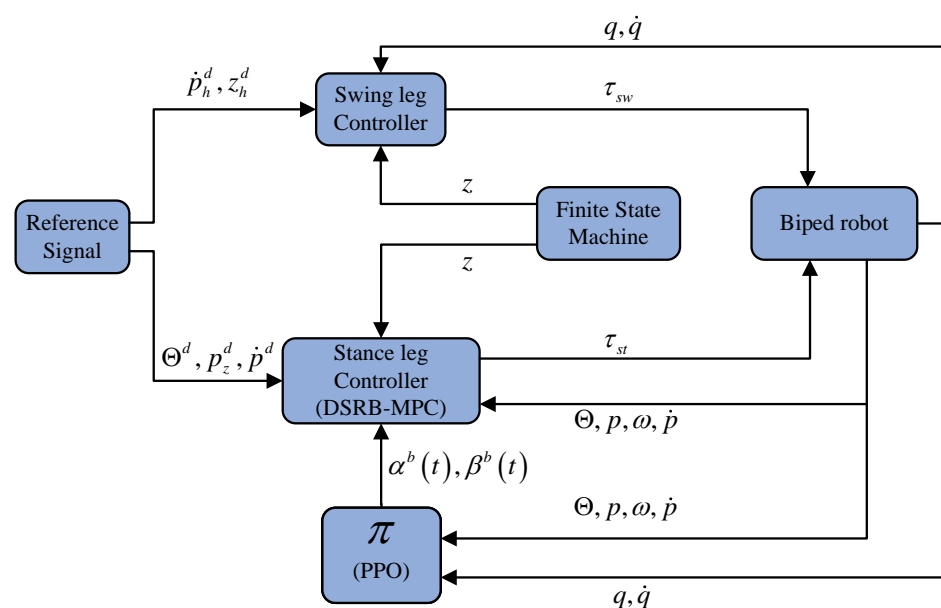 q, q̇
ṗ_h^d, z_h^d
Swing leg
Controller
τ_sw
z
Finite State
Machine
Biped robot
Reference
Signal
z
Θ^d, p_z^d, ṗ^d
Stance leg
Controller
(DSRB-MPC)
τ_st
Θ, p, ω, ṗ
α^b(t), β^b(t)
Θ, p, ω, ṗ
π
(PPO)
q, q̇